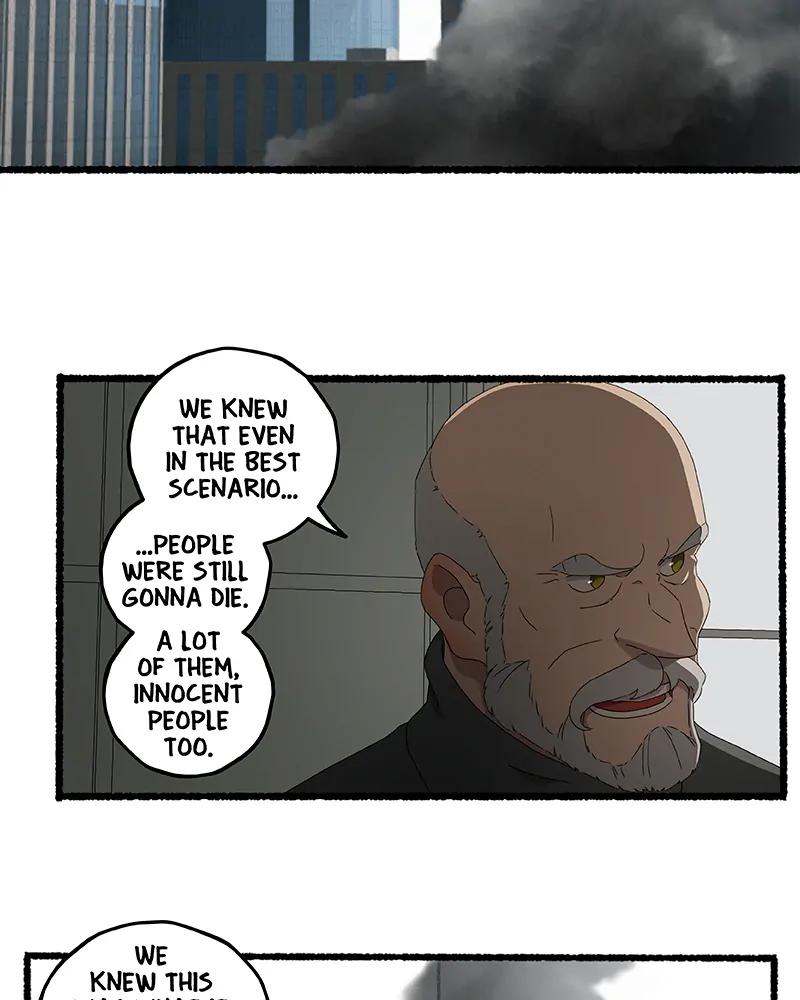 WE KNEW
THAT EVEN
IN THE BEST
SCENARIO...
...PEOPLE
WERE STILL
GONNA DIE.
A LOT
OF THEM,
INNOCENT
PEOPLE
TOO.
WE
KNEW THIS